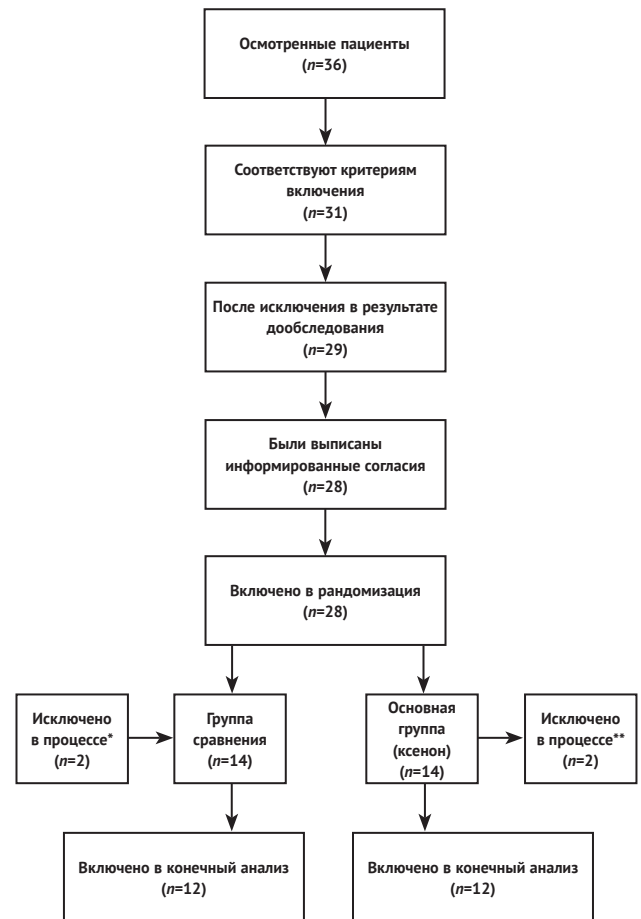 Осмотренные пациенты
(n=36)
Соответствуют критериям
включения
(n=31)
После исключения в результате
дообследования
(n=29)
Были выписаны
информированные согласия
(n=28)
Включено в рандомизация
(n=28)
Исключено
в процессе*
(n=2)
Группа
сравнения
(n=14)
Основная
группа
(ксенон)
(n=14)
Исключено
в процессе**
(n=2)
Включено в конечный анализ
(n=12)
Включено в конечный анализ
(n=12)